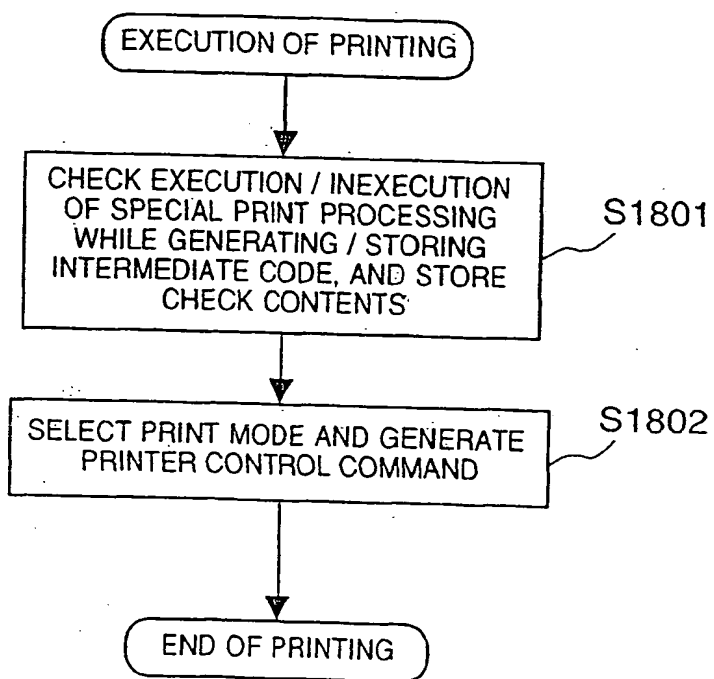 EXECUTION OF PRINTING
CHECK EXECUTION / INEXECUTION
OF SPECIAL PRINT PROCESSING
WHILE GENERATING / STORING
INTERMEDIATE CODE, AND STORE
CHECK CONTENTS
S1801
SELECT PRINT MODE AND GENERATE
PRINTER CONTROL COMMAND
S1802
END OF PRINTING